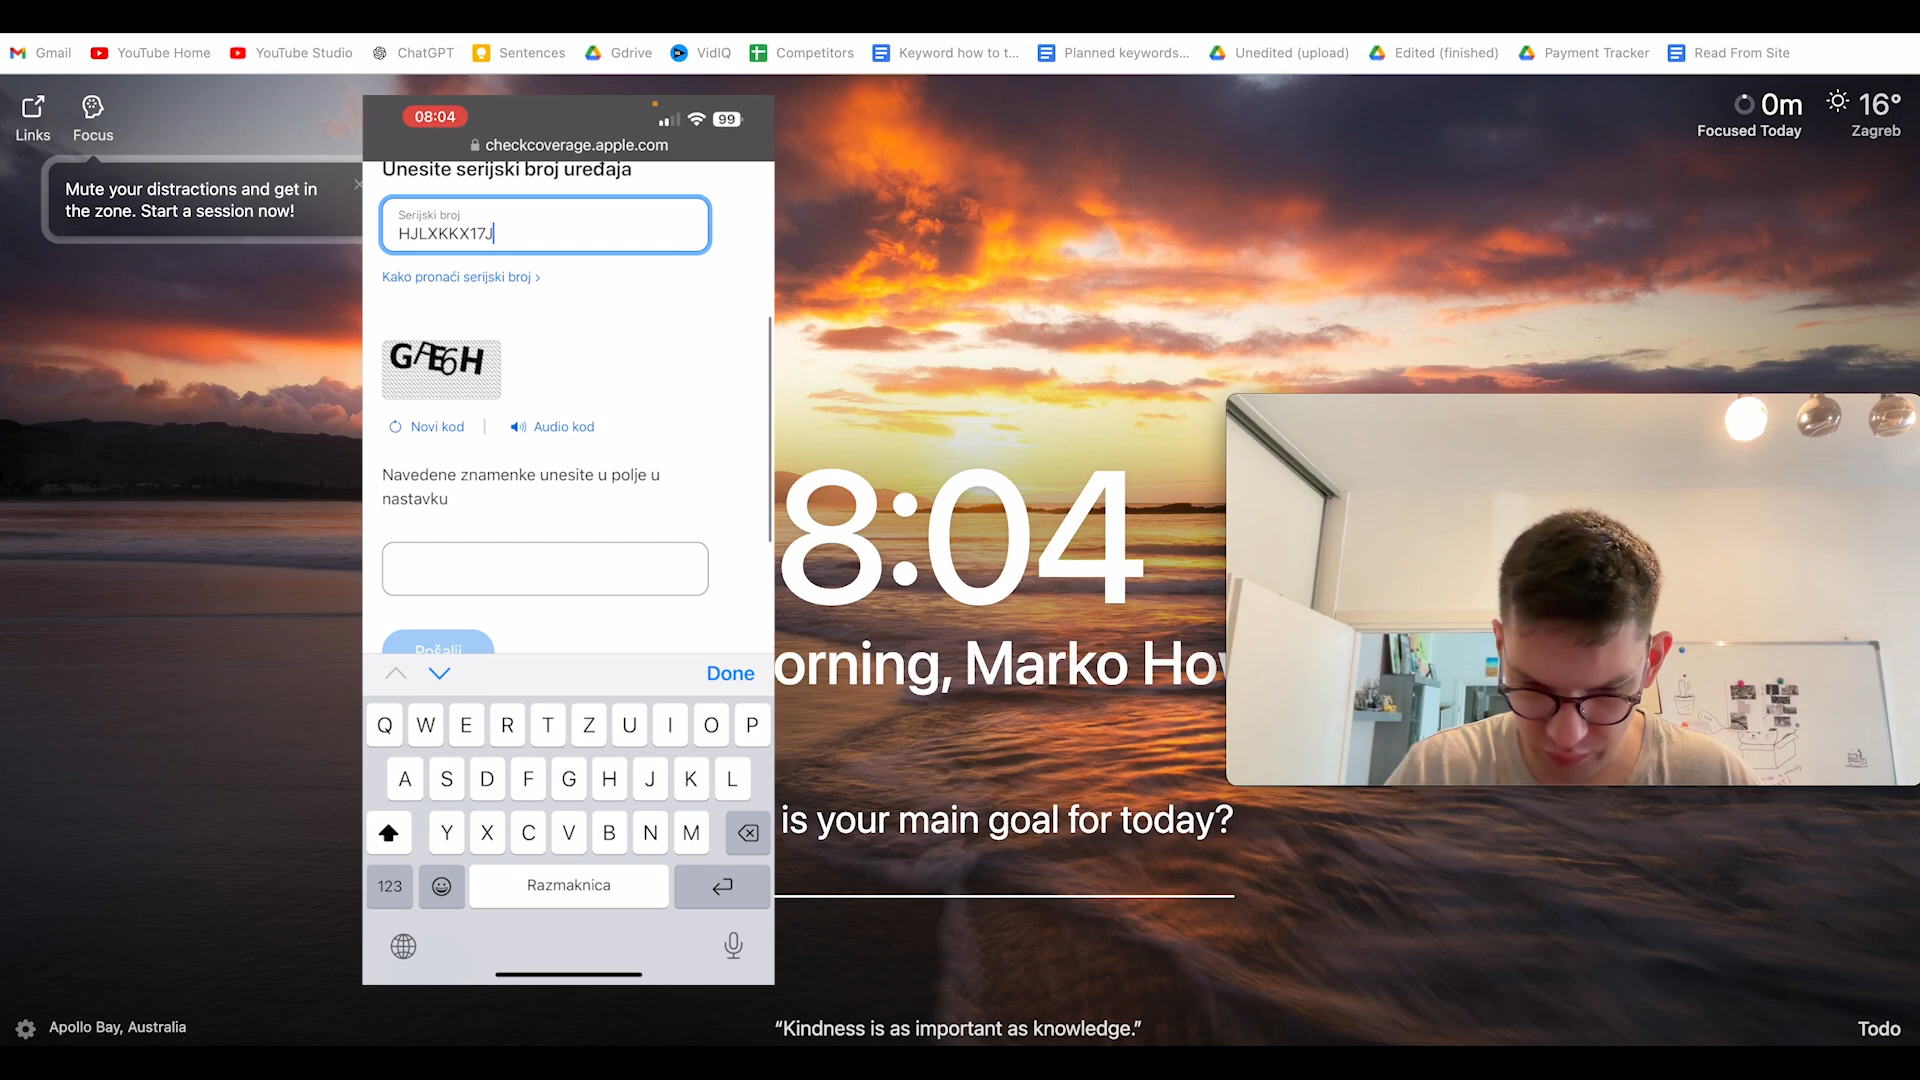 Gmail
YouTube Home
YouTube Studio
ChatGPT
Sentences
Gdrive
VidIQ
Competitors
Keyword how to t...
Planned keywords...
Unedited (upload)
Edited (finished)
Payment Tracker
Read From Site
Links
Focus
Mute your distractions and get in
the zone. Start a session now!
0m
Focused Today
16°
Zagreb
08:04
99
checkcoverage.apple.com
Unesite serijski broj uređaja
Serijski broj
HJLXKKX17J
Kako pronaći serijski broj ›
Novi kod
Audio kod
Navedene znamenke unesite u polje u
nastavku
Pošalji
Done
Q W E R T Z U I O P
A S D F G H J K L
Y X C V B N M
123
Razmaknica
8:04
orning, Marko Ho
is your main goal for today?
Apollo Bay, Australia
“Kindness is as important as knowledge.”
Todo